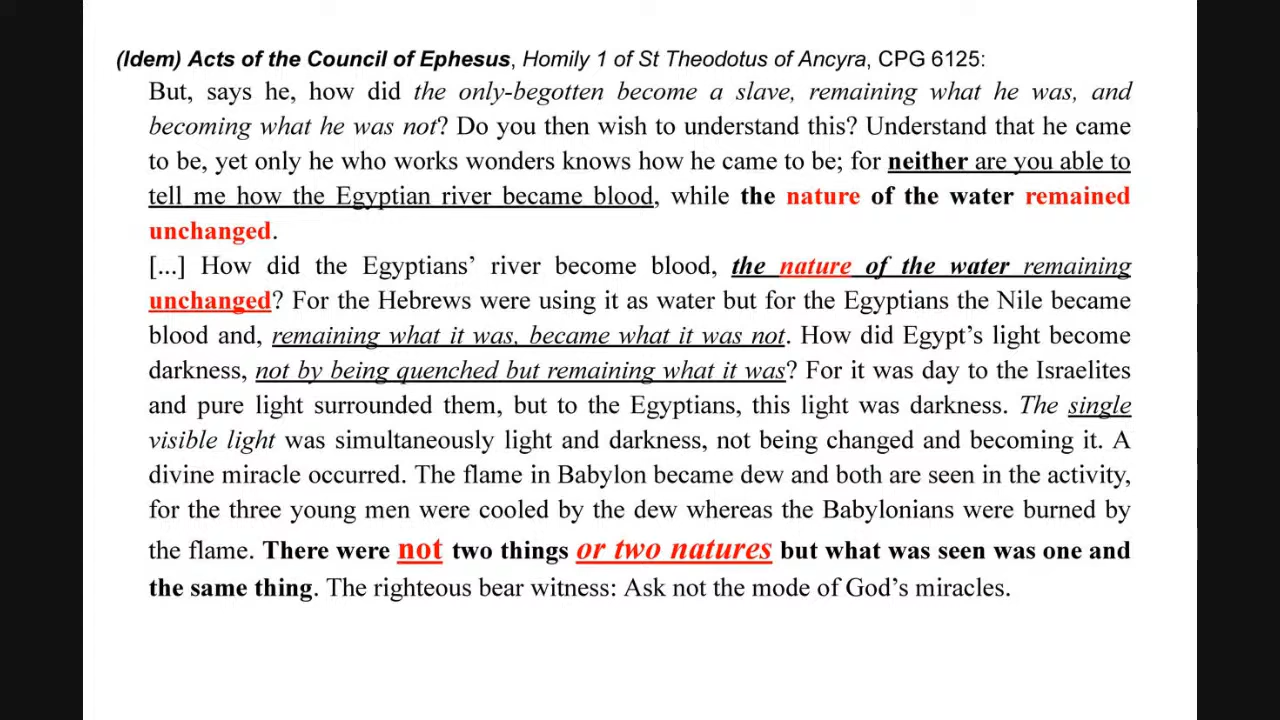 (Idem) Acts of the Council of Ephesus, Homily 1 of St Theodotus of Ancyra, CPG 6125:
But, says he, how did the only-begotten become a slave, remaining what he was, and
becoming what he was not? Do you then wish to understand this? Understand that he came
to be, yet only he who works wonders knows how he came to be; for neither are you able to
tell me how the Egyptian river became blood, while the nature of the water remained
unchanged.
[...] How did the Egyptians’ river become blood, the nature of the water remaining
unchanged? For the Hebrews were using it as water but for the Egyptians the Nile became
blood and, remaining what it was, became what it was not. How did Egypt’s light become
darkness, not by being quenched but remaining what it was? For it was day to the Israelites
and pure light surrounded them, but to the Egyptians, this light was darkness. The single
visible light was simultaneously light and darkness, not being changed and becoming it. A
divine miracle occurred. The flame in Babylon became dew and both are seen in the activity,
for the three young men were cooled by the dew whereas the Babylonians were burned by
the flame. There were not two things or two natures but what was seen was one and
the same thing. The righteous bear witness: Ask not the mode of God’s miracles.